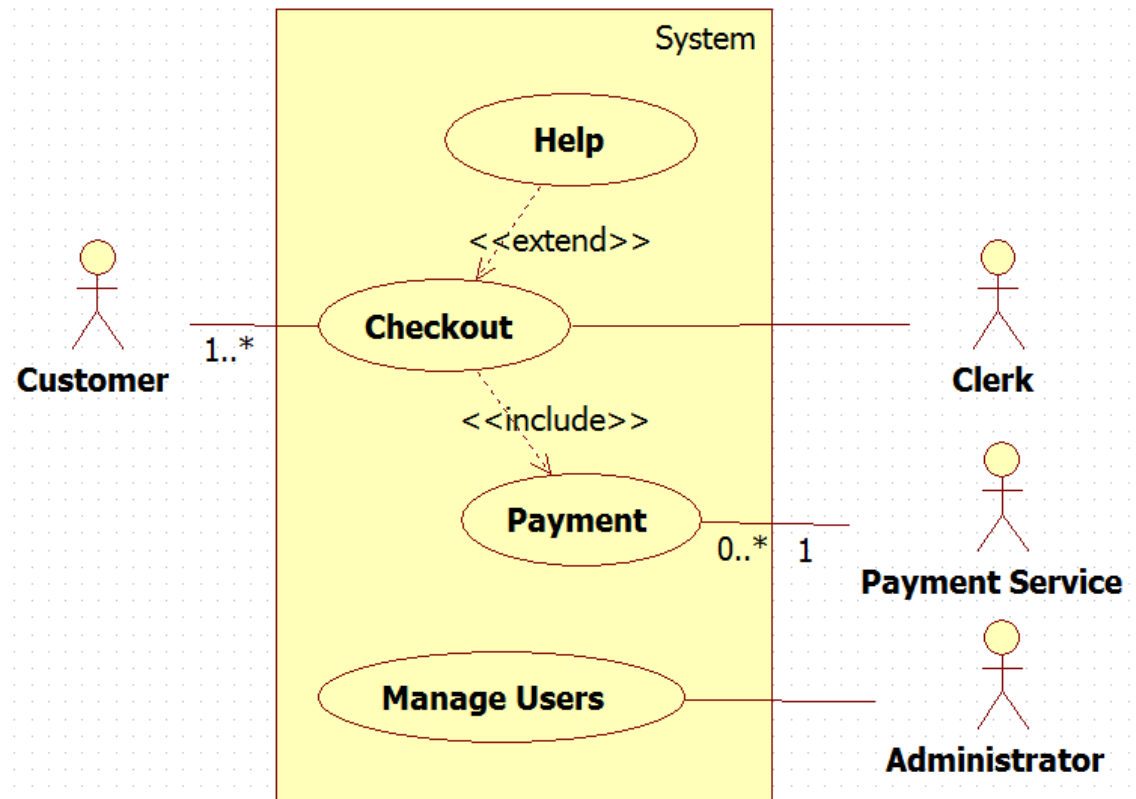 System
Help
<<extend>>
Checkout
1..*
Customer
Clerk
<<include>>
Payment
0..* 1
Payment Service
Manage Users
Administrator